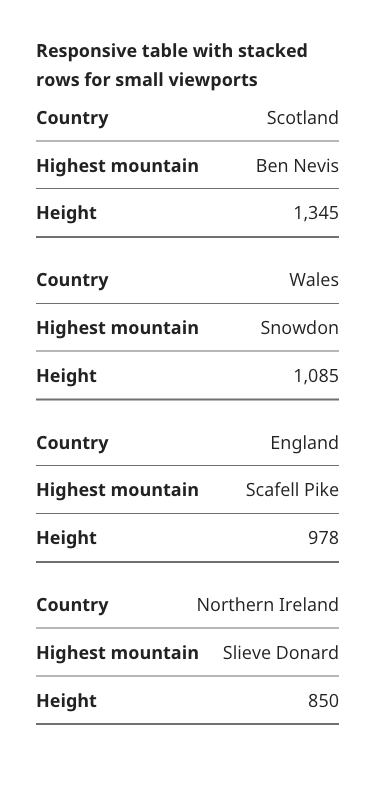 Responsive table with stacked
rows for small viewports
Country Scotland
Highest mountain Ben Nevis
Height 1,345
Country Wales
Highest mountain Snowdon
Height 1,085
Country England
Highest mountain Scafell Pike
Height 978
Country Northern Ireland
Highest mountain Slieve Donard
Height 850